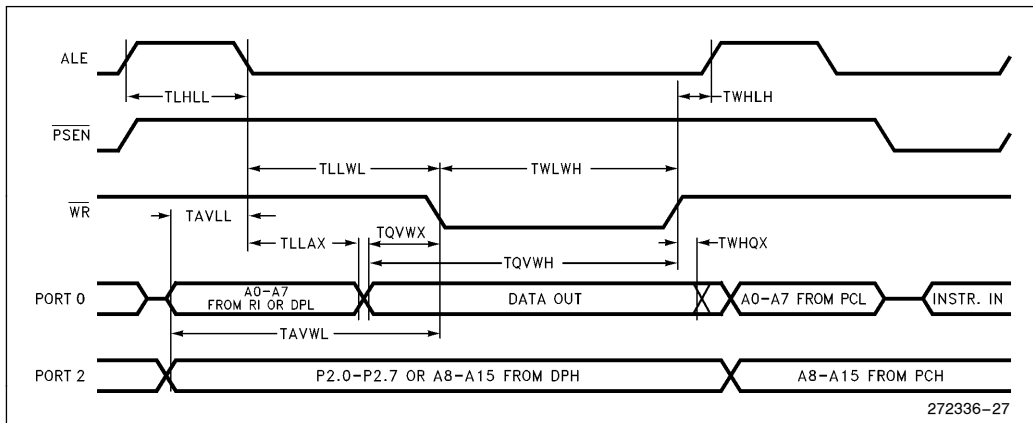 ALE
TLHLL
TWHLH
PSEN
TLLWL
TWLWH
WR
TAVLL
TQVWX
TLLAX
TWHQX
TQVWH
PORT 0
A0–A7
FROM RI OR DPL
DATA OUT
A0–A7 FROM PCL
INSTR. IN
TAVWL
PORT 2
P2.0–P2.7 OR A8–A15 FROM DPH
A8–A15 FROM PCH
272336–27